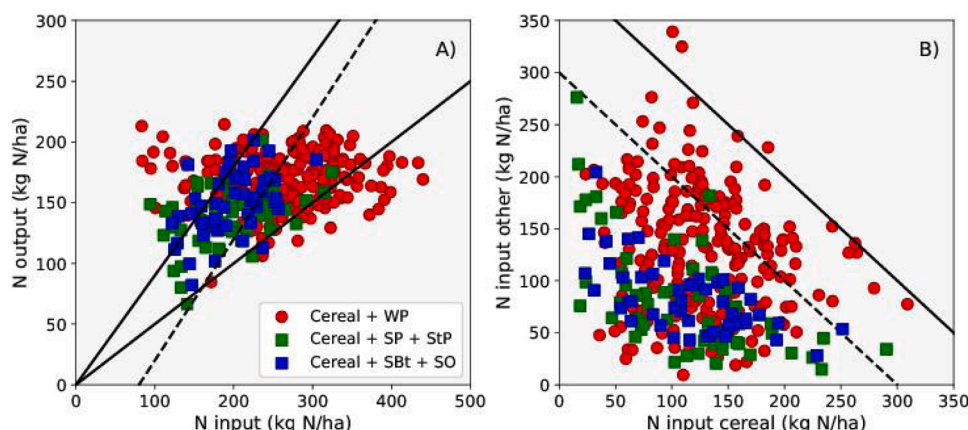 300
250
200
150
100
50
0
N output (kg N/ha)
A)
Cereal + WP
Cereal + SP + StP
Cereal + SBt + SO
0 100 200 300 400 500
N input (kg N/ha)
350
300
250
200
150
100
50
0
N input other (kg N/ha)
B)
0 50 100 150 200 250 300 350
N input cereal (kg N/ha)